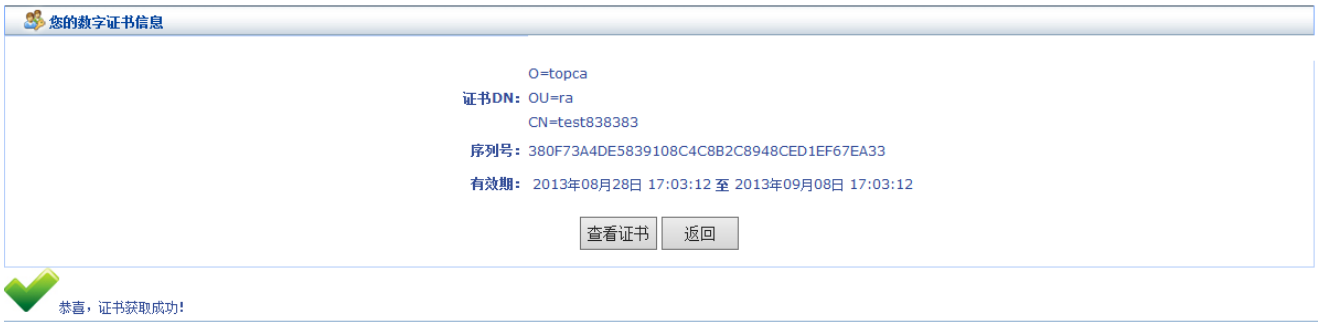 您的数字证书信息
O=topca
证书DN: OU=ra
CN=test838383
序列号: 380F73A4DE5839108C4C8B2C8948CED1EF67EA33
有效期: 2013年08月28日 17:03:12 至 2013年09月08日 17:03:12
查看证书 返回
恭喜，证书获取成功!